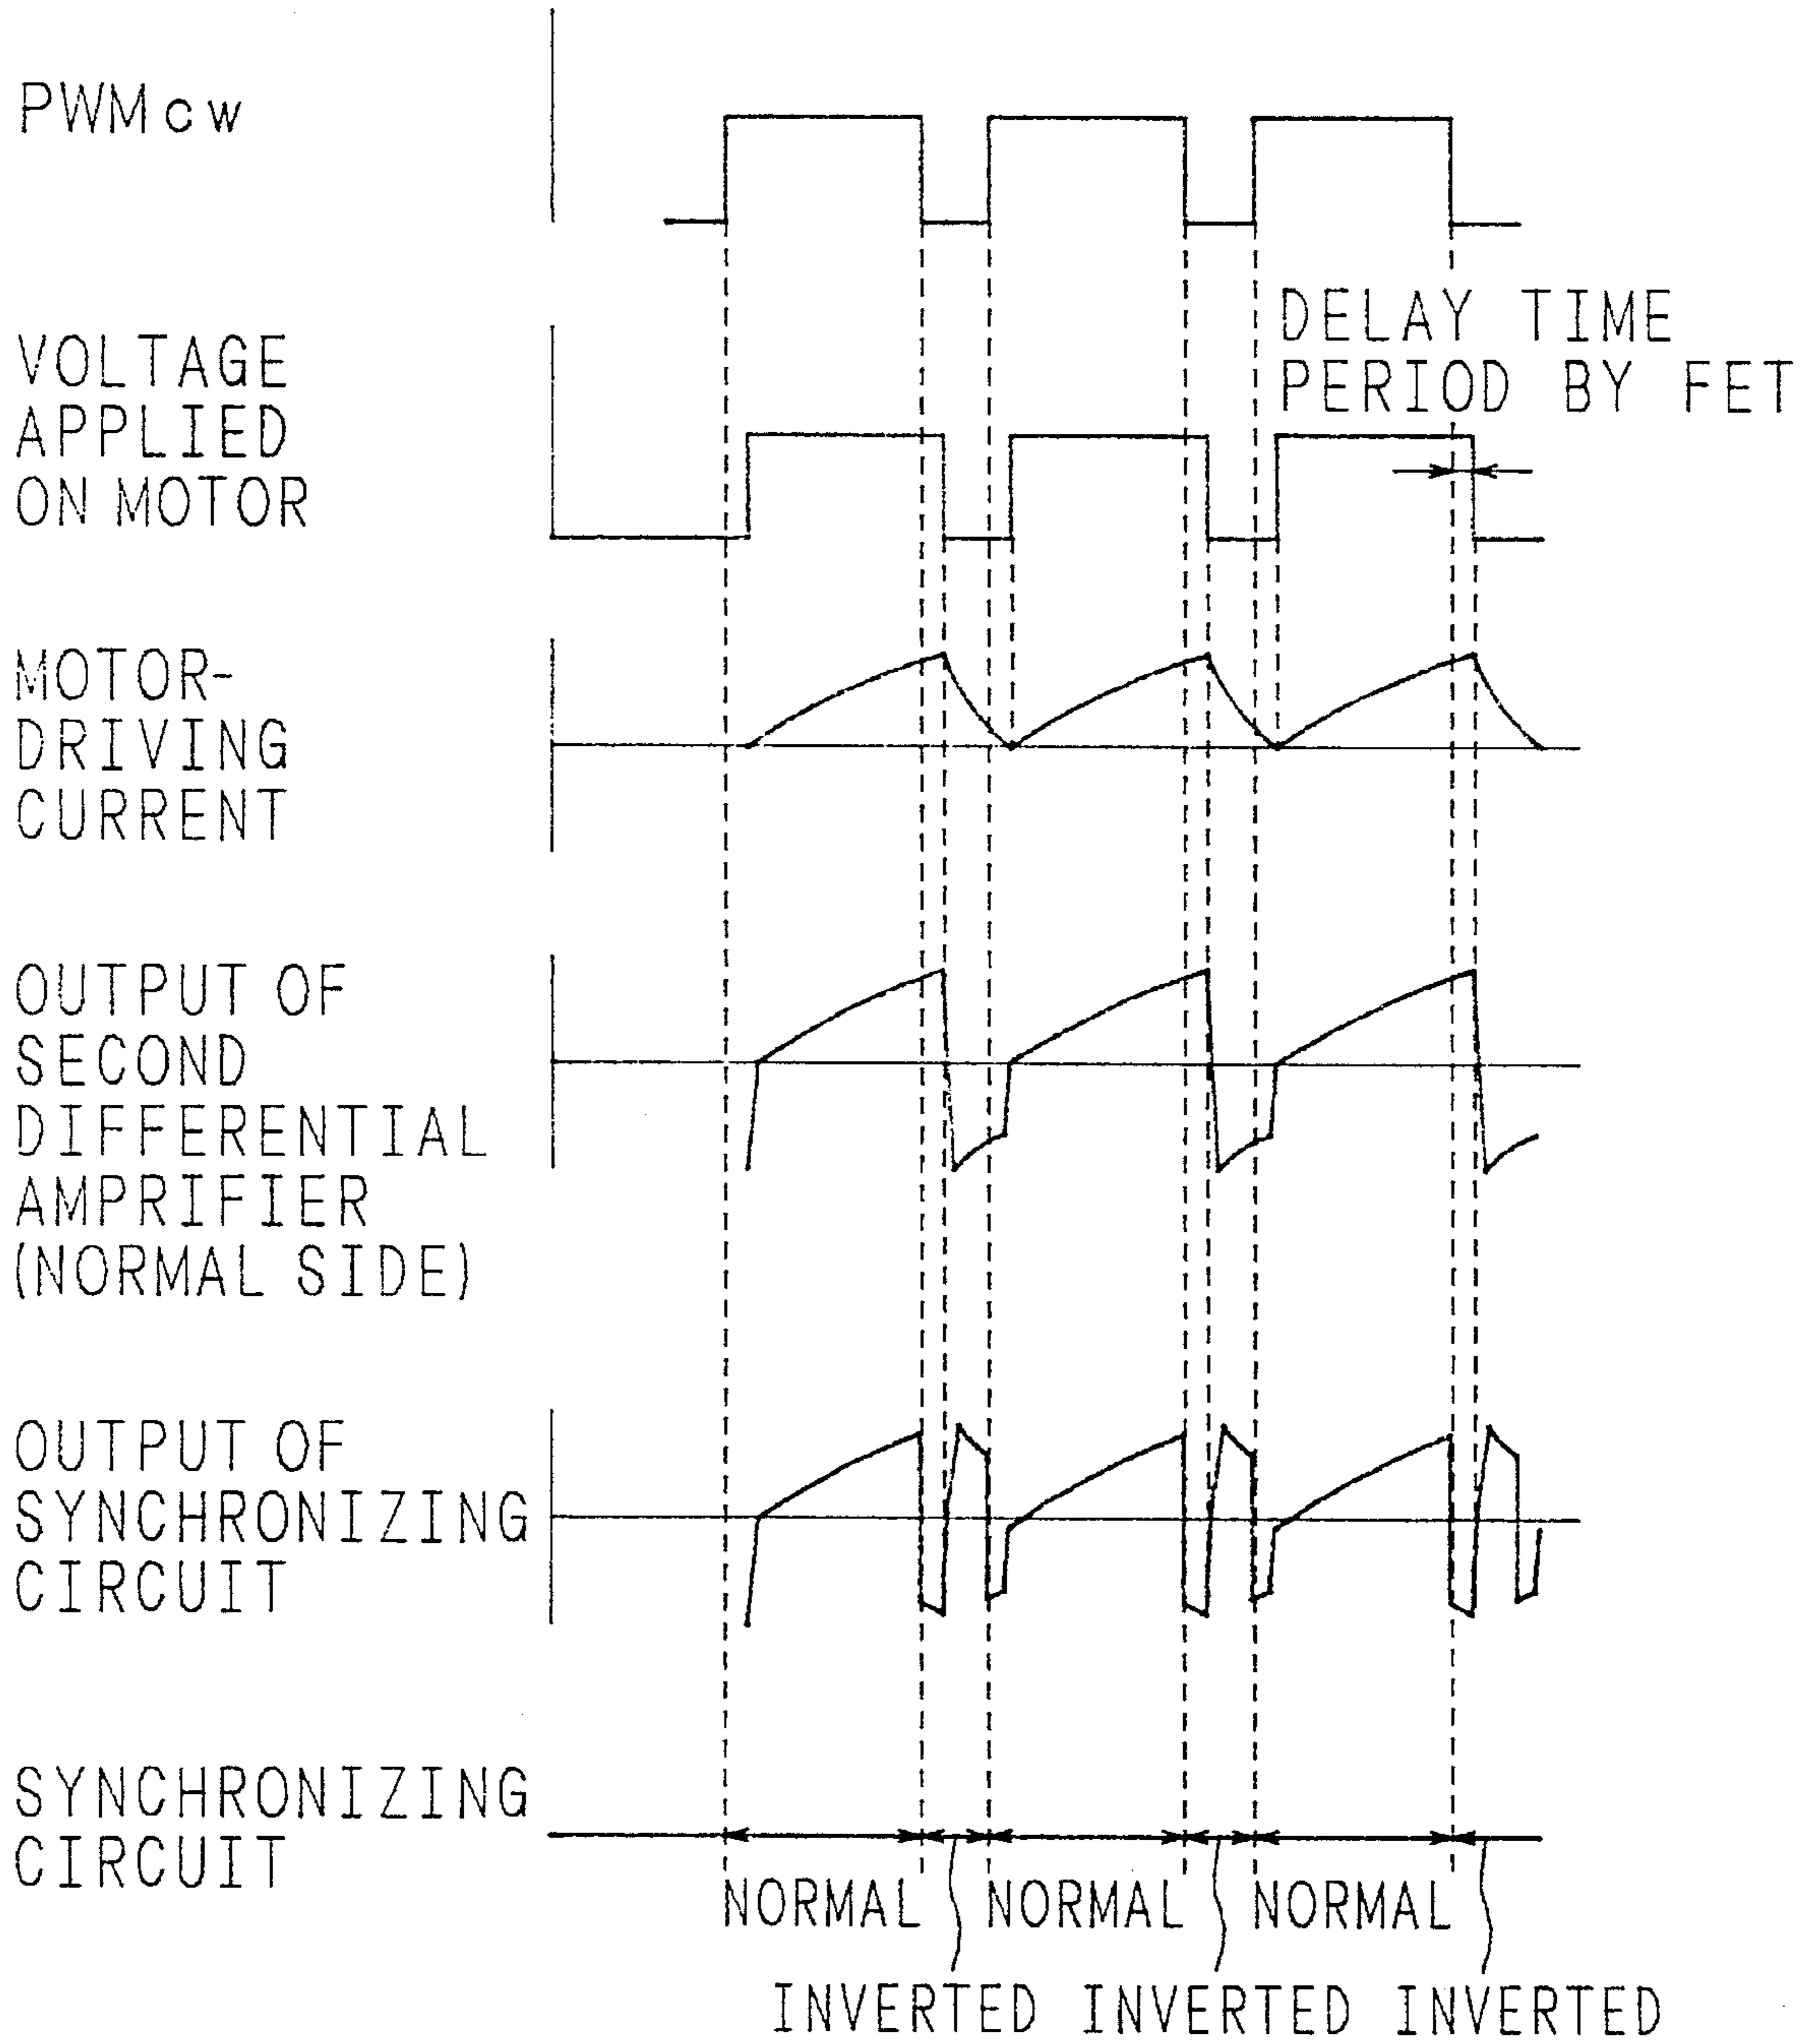 PWMcw
DELAY TIME
PERIOD BY FET
VOLTAGE
APPLIED
ON MOTOR
MOTOR-
DRIVING
CURRENT
OUTPUT OF
SECOND
DIFFERENTIAL
AMPRIFIER
(NORMAL SIDE)
OUTPUT OF
SYNCHRONIZING
CIRCUIT
SYNCHRONIZING
CIRCUIT
NORMAL NORMAL NORMAL
INVERTED INVERTED INVERTED